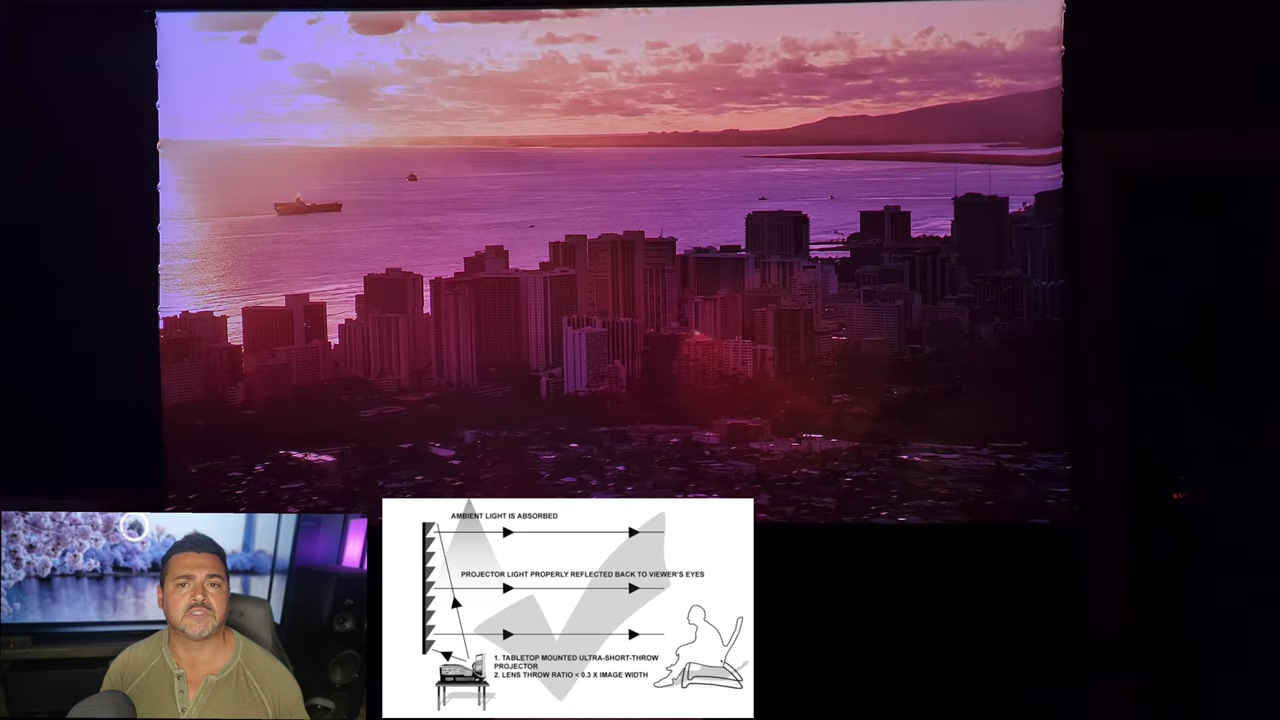 AMBIENT LIGHT IS ABSORBED
PROJECTOR LIGHT PROPERLY REFLECTED BACK TO VIEWER'S EYES
1. TABLETOP MOUNTED ULTRA-SHORT-THROW
PROJECTOR
2. LENS THROW RATIO < 0.3 X IMAGE WIDTH